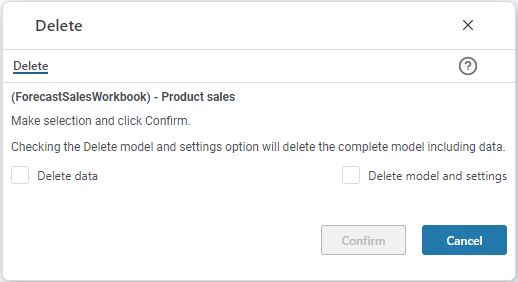 Delete
Delete
(ForecastSalesWorkbook) - Product sales
Make selection and click Confirm.
Checking the Delete model and settings option will delete the complete model including data.
Delete data Delete model and settings
Confirm Cancel